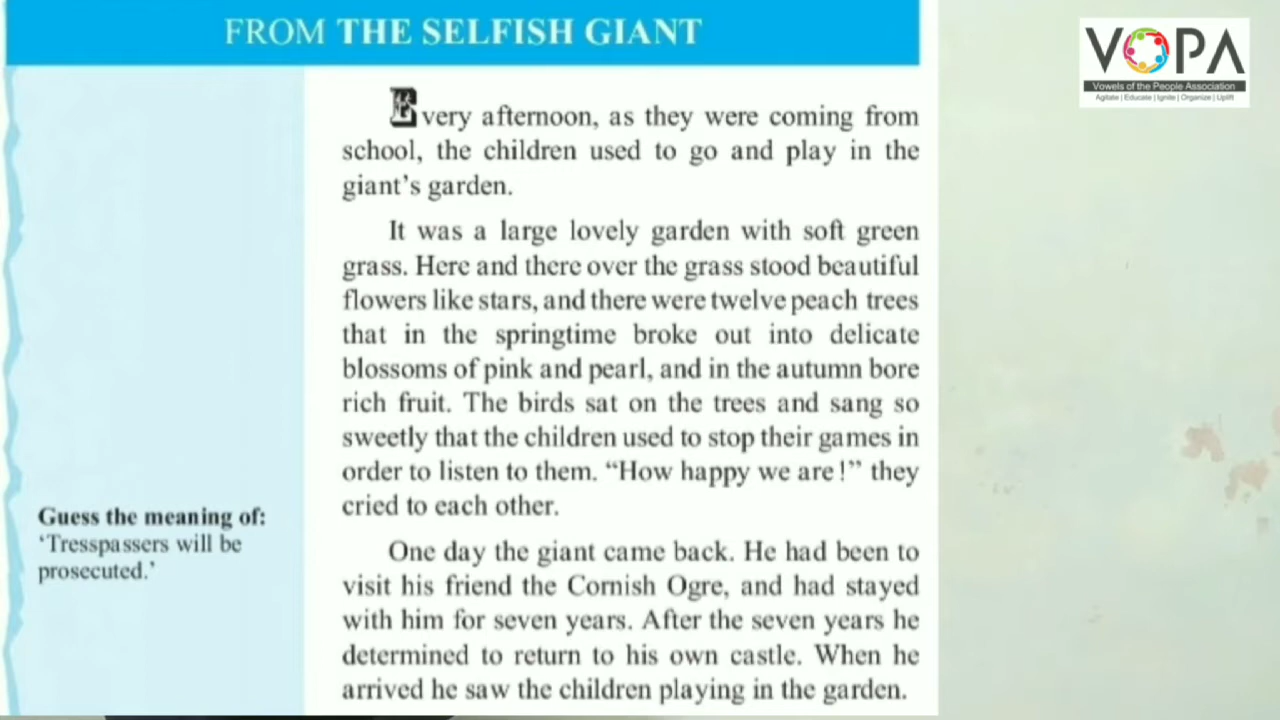 FROM THE SELFISH GIANT
VOPA
Vowels of the People Association
Agitate | Educate | Ignite | Organize | Uplift
Every afternoon, as they were coming from
school, the children used to go and play in the
giant's garden.
It was a large lovely garden with soft green
grass. Here and there over the grass stood beautiful
flowers like stars, and there were twelve peach trees
that in the springtime broke out into delicate
blossoms of pink and pearl, and in the autumn bore
rich fruit. The birds sat on the trees and sang so
sweetly that the children used to stop their games in
order to listen to them. “How happy we are!” they
cried to each other.
One day the giant came back. He had been to
visit his friend the Cornish Ogre, and had stayed
with him for seven years. After the seven years he
determined to return to his own castle. When he
arrived he saw the children playing in the garden.
Guess the meaning of:
‘Tresspassers will be
prosecuted.’